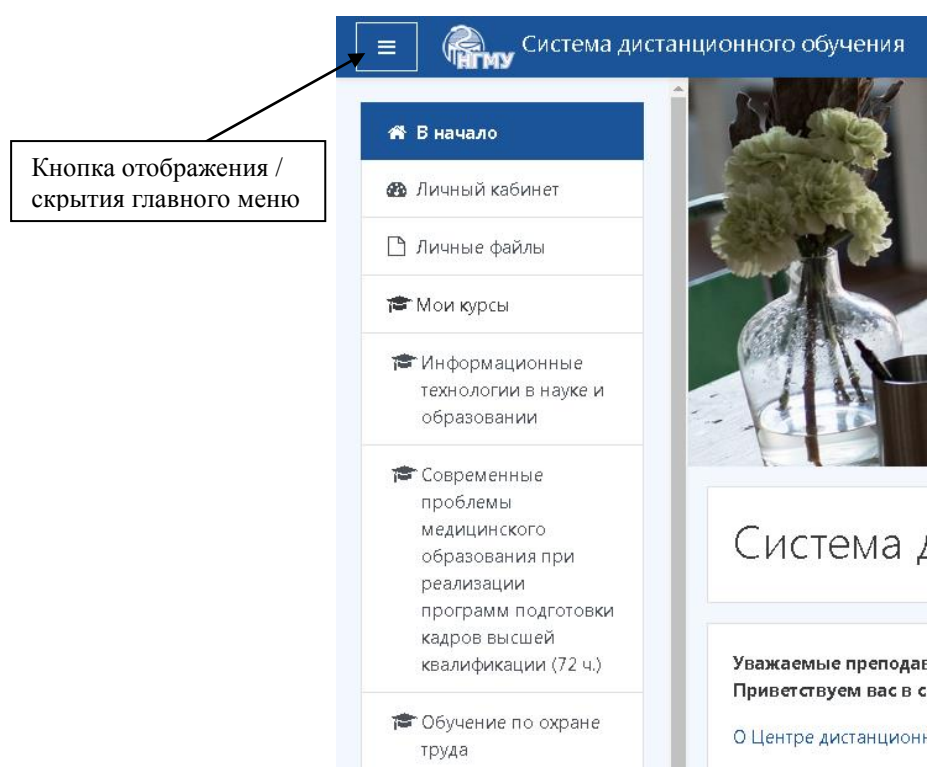 НГМУ
Система дистанционного обучения
Кнопка отображения /
скрытия главного меню
В начало
Личный кабинет
Личные файлы
Мои курсы
Информационные
технологии в науке и
образовании
Современные
проблемы
медицинского
образования при
реализации
программ подготовки
кадров высшей
квалификации (72 ч.)
Обучение по охране
труда
Система
Уважаемые
Приветствуем вас в
О Центре